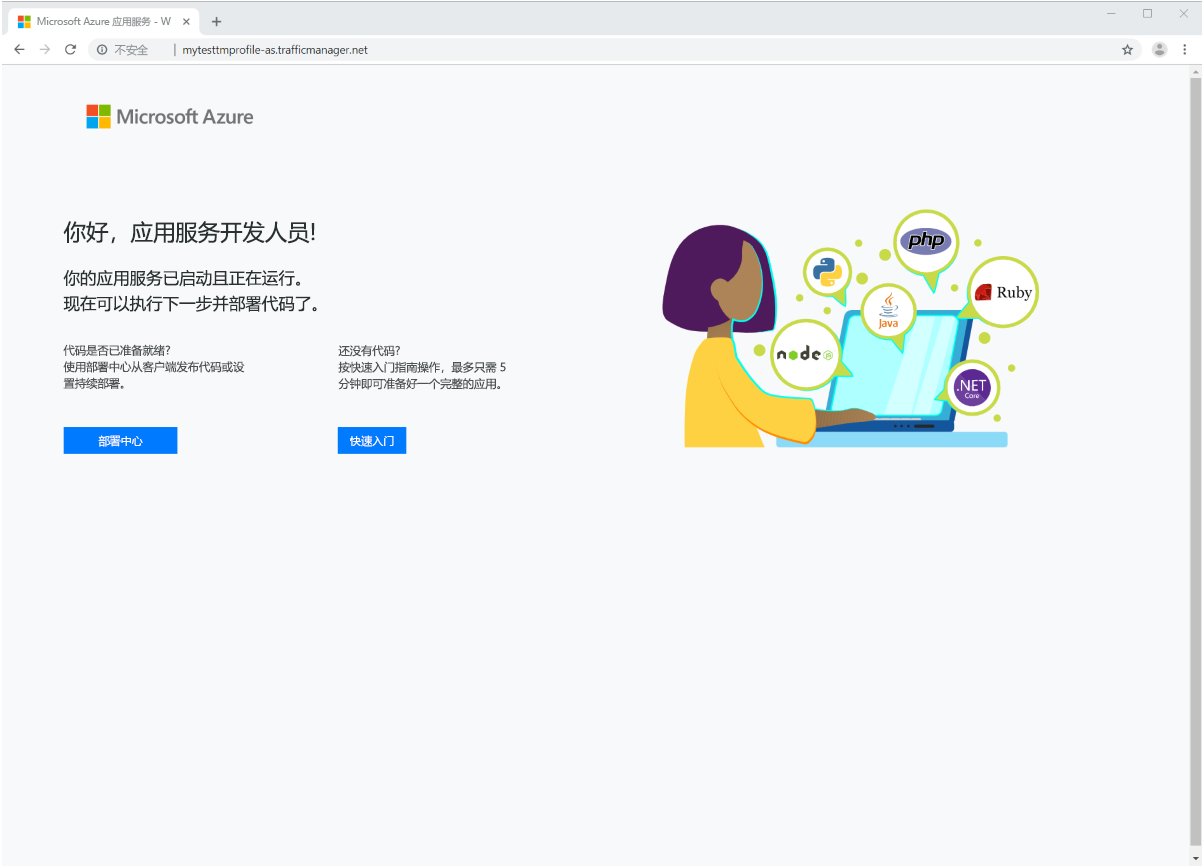 Microsoft Azure 应用服务 - W
不安全 | mytesttmprofile-as.trafficmanager.net
Microsoft Azure
你好，应用服务开发人员!
你的应用服务已启动且正在运行。
现在可以执行下一步并部署代码了。
代码是否已准备就绪?
使用部署中心从客户端发布代码或设
置持续部署。
部署中心
还没有代码?
按快速入门指南操作，最多只需 5
分钟即可准备好一个完整的应用。
快速入门
php
Ruby
Java
node
JS
.NET
Core